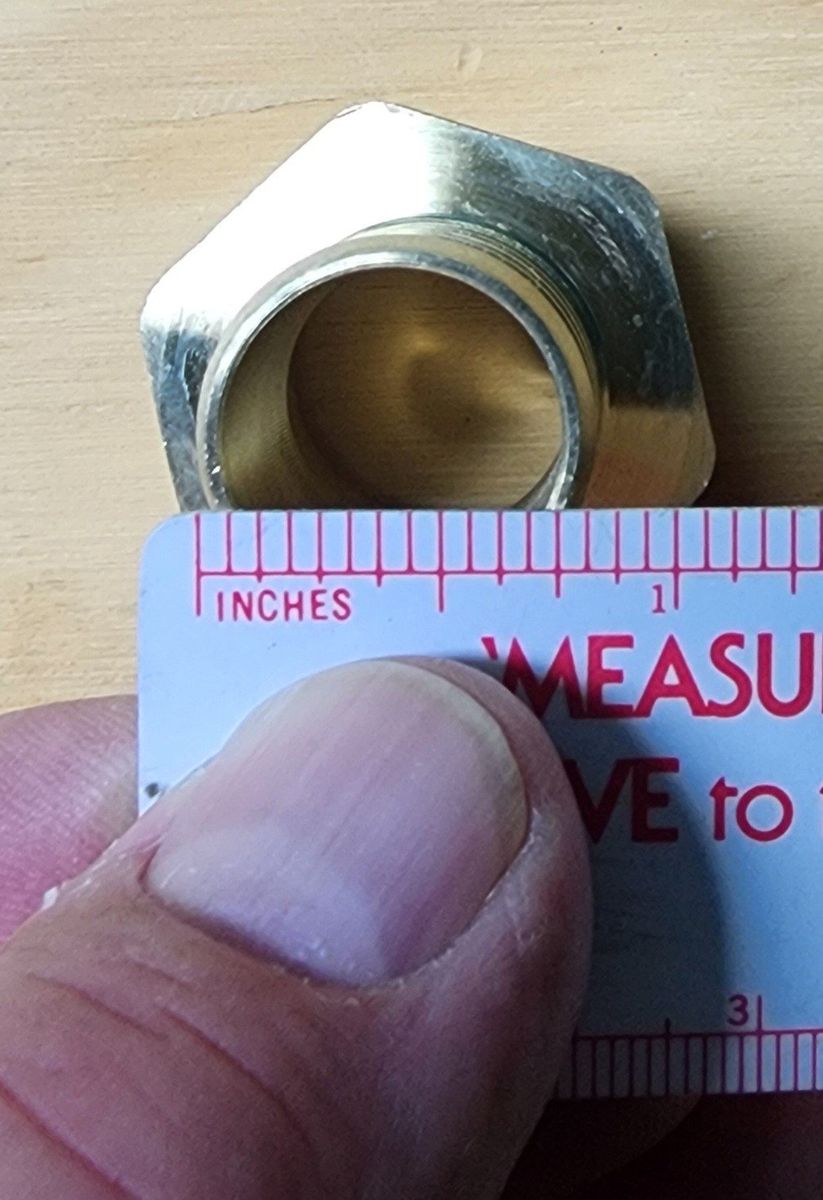 INCHES 1
'MEASU
VE to
3